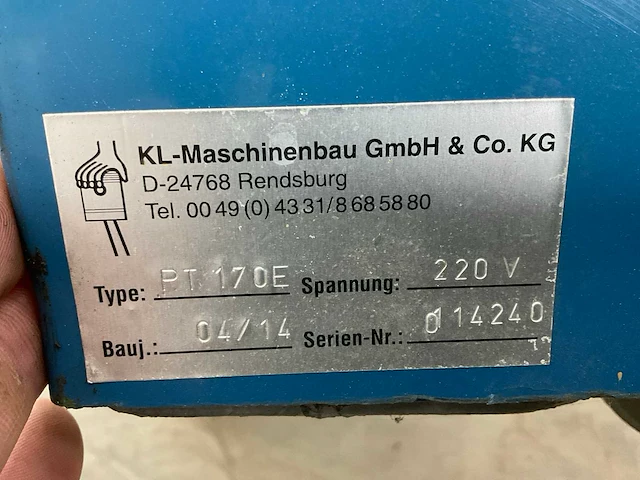 KL-Maschinenbau GmbH & Co. KG
D-24768 Rendsburg
Tel. 00 49 (0) 43 31/8 68 58 80
Type: PT 170E Spannung: 220 V
Bauj.: 04/14 Serien-Nr.: 0114240